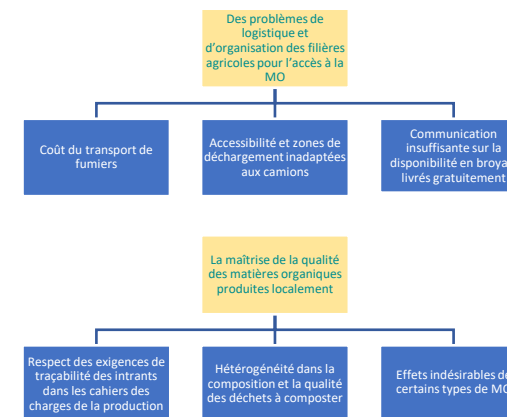 Des problèmes de
logistique et
d'organisation des filières
agricoles pour l'accès à la
MO
Coût du transport de
fumiers
Accessibilité et zones de
déchargement inadaptées
aux camions
Communication
insuffisante sur la
disponibilité en
livrés gratuitement
La maîtrise de la qualité
des matières organiques
produites localement
Respect des exigences de
traçabilité des intrants
dans les cahiers des
charges de la production
Hétérogénéité dans la
composition et la qualité
des déchets à composter
Effets indésirables de
certains types de MO